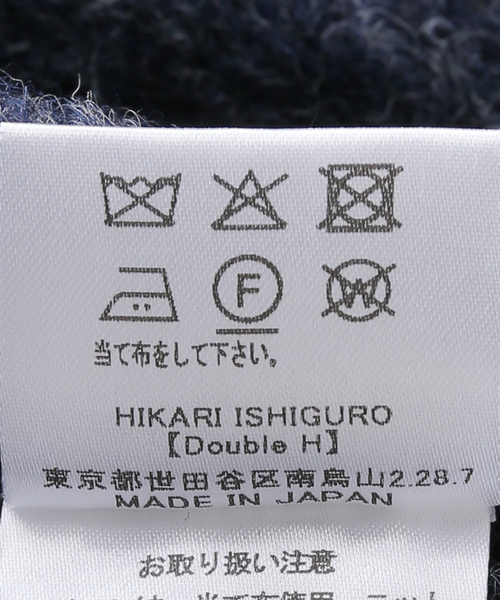 F
W
当て布をして下さい。
HIKARI ISHIGURO
【Double H】
東京都世田谷区南烏山2.28.7
MADE IN JAPAN
お取り扱い注意